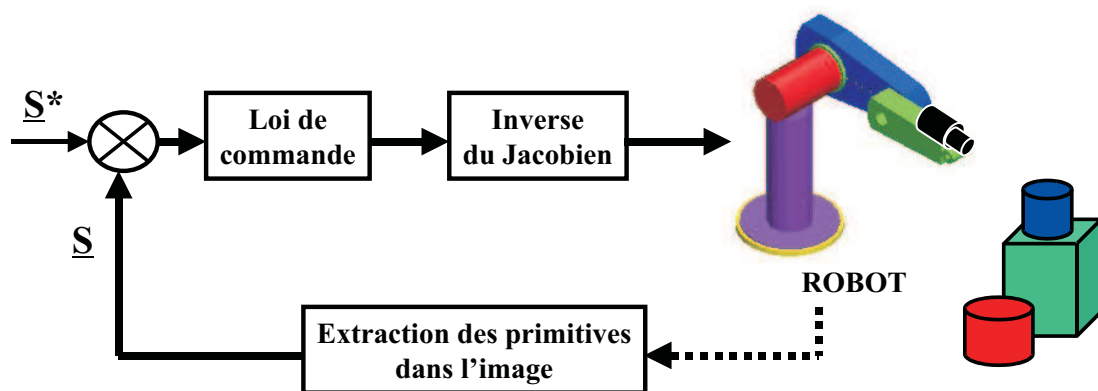 S*
Loi de
commande
Inverse
du Jacobien
S
ROBOT
Extraction des primitives
dans l’image